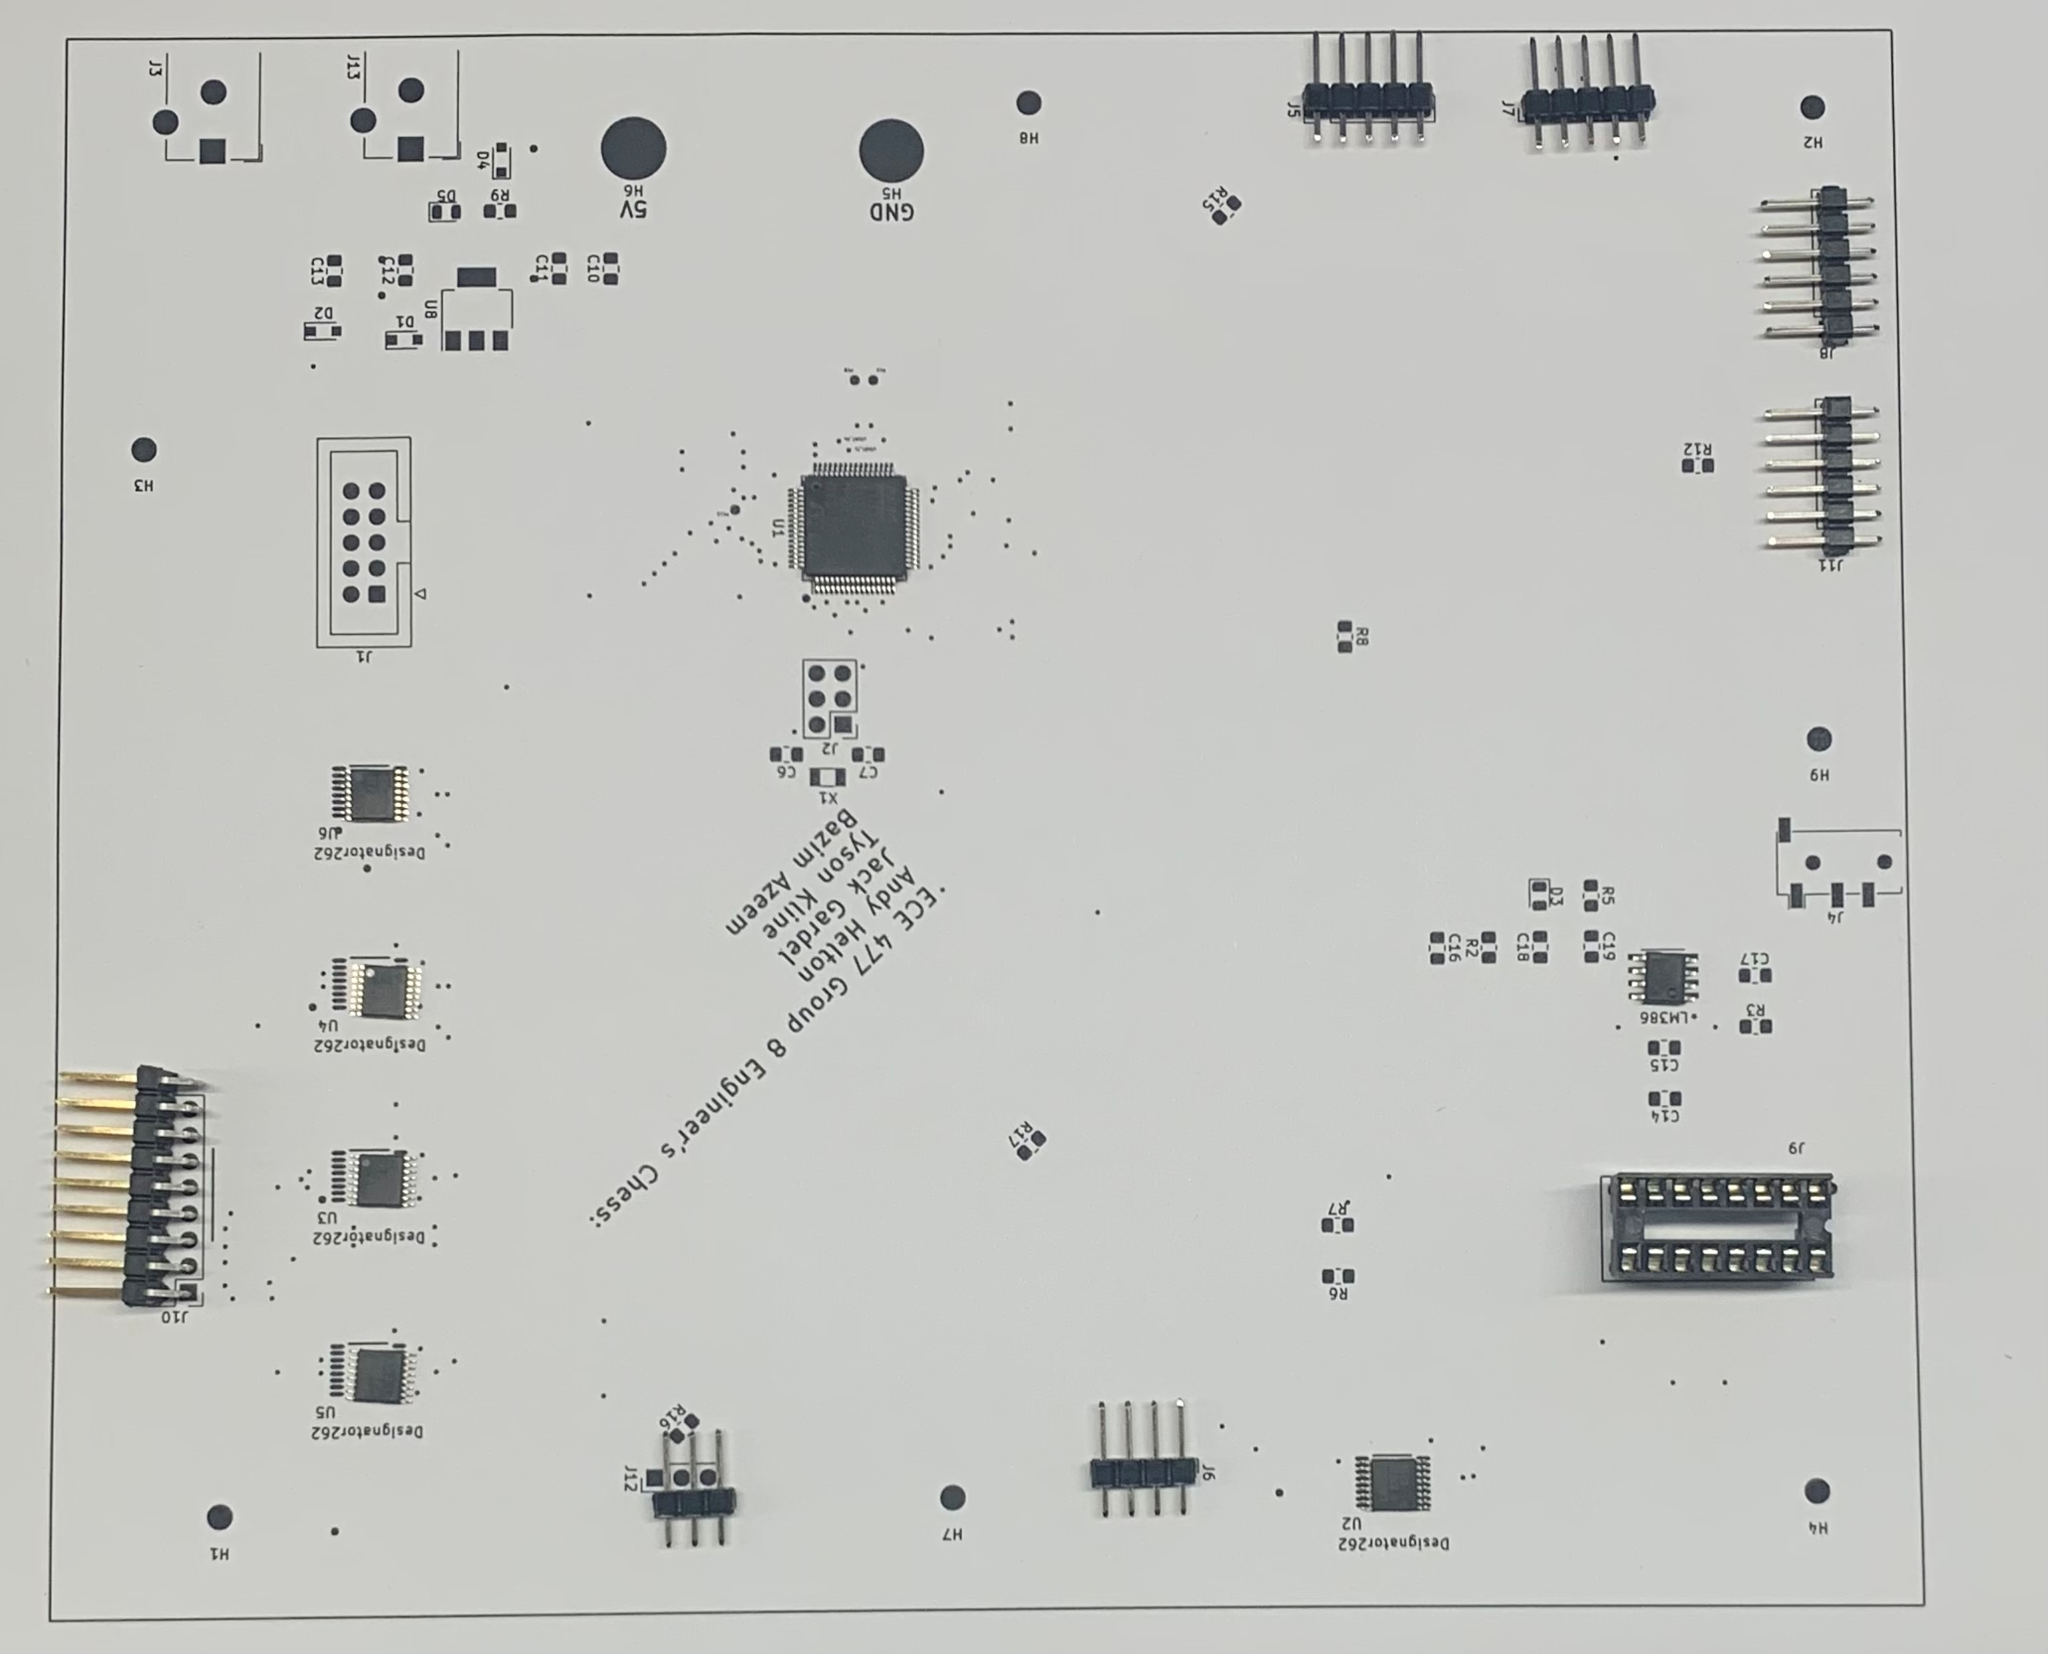 J3
J13
H8
J5
J7
H2
D4
D5
R9
H6
5V
H5
GND
R15
C13
C12
C11
C10
U8
D2
D1
J8
R12
H3
U1
J11
J1
R8
J2
C6
C7
X1
H9
J6
Designator262
ECE 477 Group 8 Engineer's Chess:
Andy Helton
Jack Gardel
Tyson Kline
Bazim Azeem
J4
D3
R5
C16
R2
C18
C19
C17
LM386
R3
U4
Designator262
C15
C14
R17
J9
U3
Designator262
R7
R6
J10
U5
Designator262
R16
J12
J6
H7
U2
Designator262
H1
H4